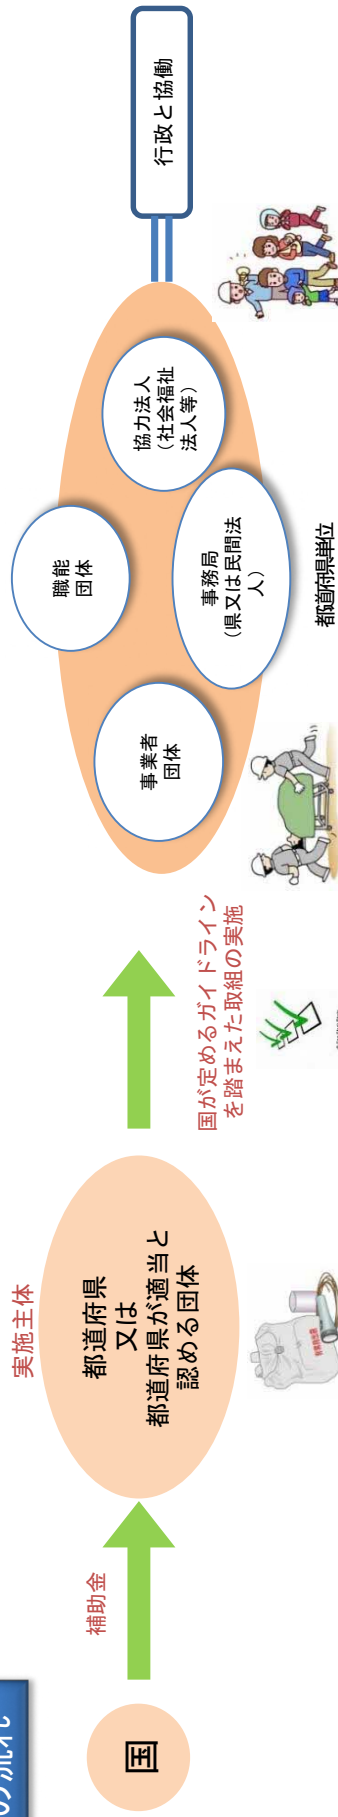 の流れ
国
補助金
実施主体
都道府県
又は
都道府県が適当と
認める団体
国が定めるガイドライン
を踏まえた取組の実施
事業者
団体
職能
団体
事務局
(県又は民間法
人)
協力法人
(社会福祉
法人等)
都道府県単位
行政と協働